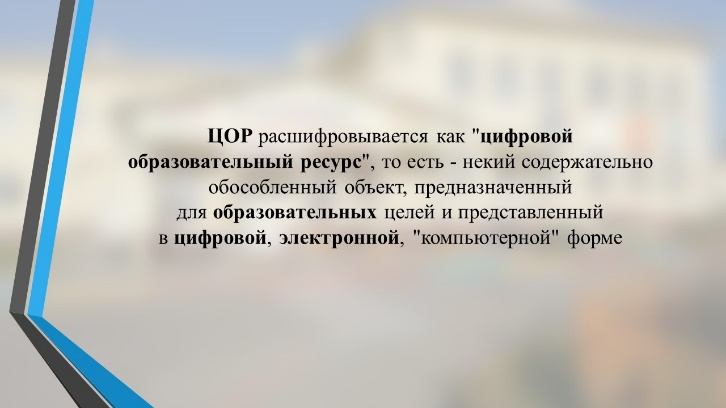 ЦОР расшифровывается как "цифровой
образовательный ресурс", то есть - некий содержательно
обособленный объект, предназначенный
для образовательных целей и представленный
в цифровой, электронной, "компьютерной" форме